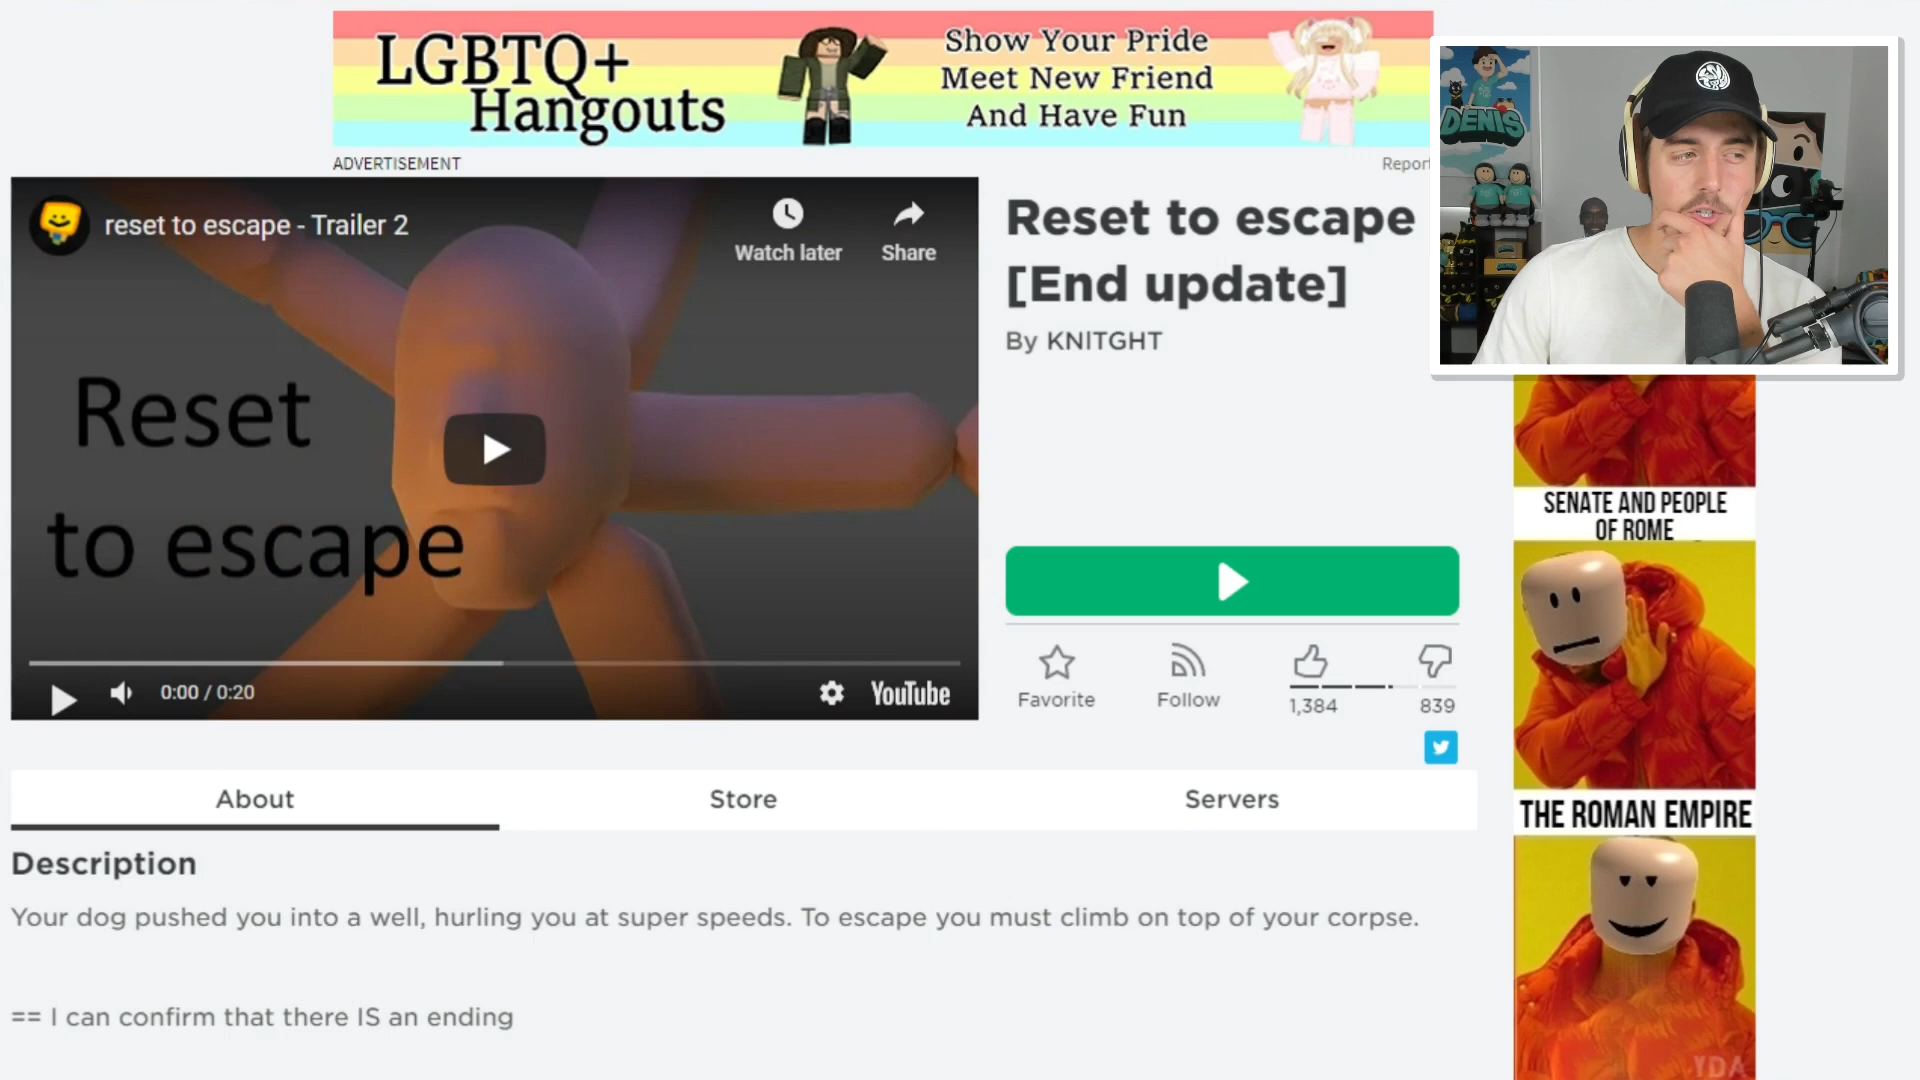 LGBTQ+
Hangouts
Show Your Pride
Meet New Friend
And Have Fun
ADVERTISEMENT
Report
DENIS
reset to escape - Trailer 2
Watch later
Share
Reset
to escape
0:00 / 0:20
YouTube
Reset to escape
[End update]
By KNITGHT
Favorite
Follow
1,384
839
SENATE AND PEOPLE
OF ROME
THE ROMAN EMPIRE
YDA
About
Store
Servers
Description
Your dog pushed you into a well, hurling you at super speeds. To escape you must climb on top of your corpse.
== I can confirm that there IS an ending